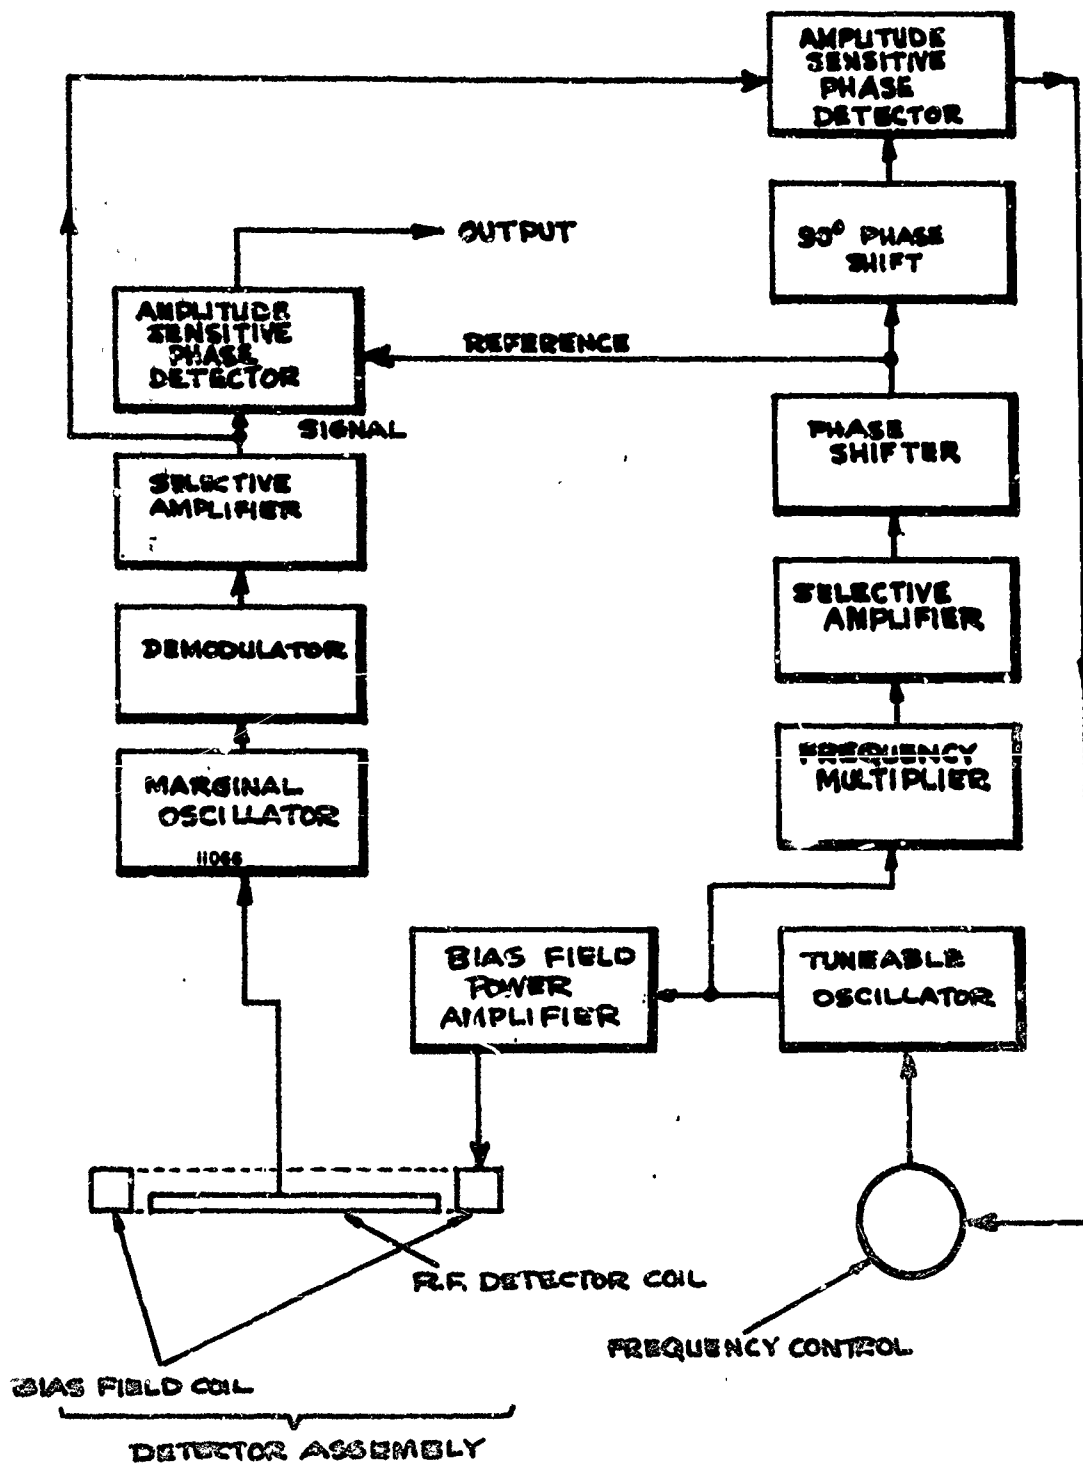 AMPLITUDE
SENSITIVE
PHASE
DETECTOR
90° PHASE
SHIFT
OUTPUT
AMPLITUDE
SENSITIVE
PHASE
DETECTOR
REFERENCE
SIGNAL
PHASE
SHIFTER
SELECTIVE
AMPLIFIER
SELECTIVE
AMPLIFIER
DEMODULATOR
FREQUENCY
MULTIPLIER
MARGINAL
OSCILLATOR
11066
BIAS FIELD
POWER
AMPLIFIER
TUNEABLE
OSCILLATOR
R.F. DETECTOR COIL
FREQUENCY CONTROL
BIAS FIELD COIL
DETECTOR ASSEMBLY